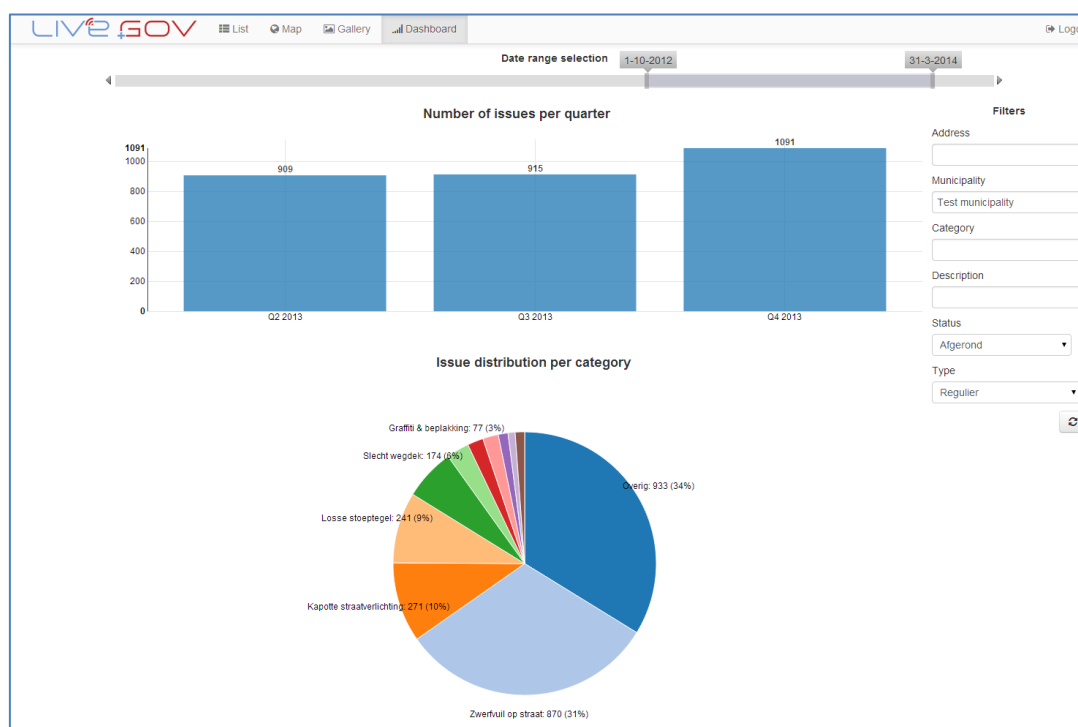 LIVE+GOV List Map Gallery Dashboard Logo
Date range selection 1-10-2012 31-3-2014
Number of issues per quarter
Filters
Address
Municipality
Test municipality
Category
Description
Status
Afgerond
Type
Regulier
1091
1000
800
600
400
200
0
909
915
1091
Q2 2013
Q3 2013
Q4 2013
Issue distribution per category
Graffiti & beplakking: 77 (3%)
Slecht wegdek: 174 (6%)
Overig: 933 (34%)
Losse stoeptegel: 241 (9%)
Kapotte straatverlichting: 271 (10%)
Zwerfvuil op straat: 870 (31%)